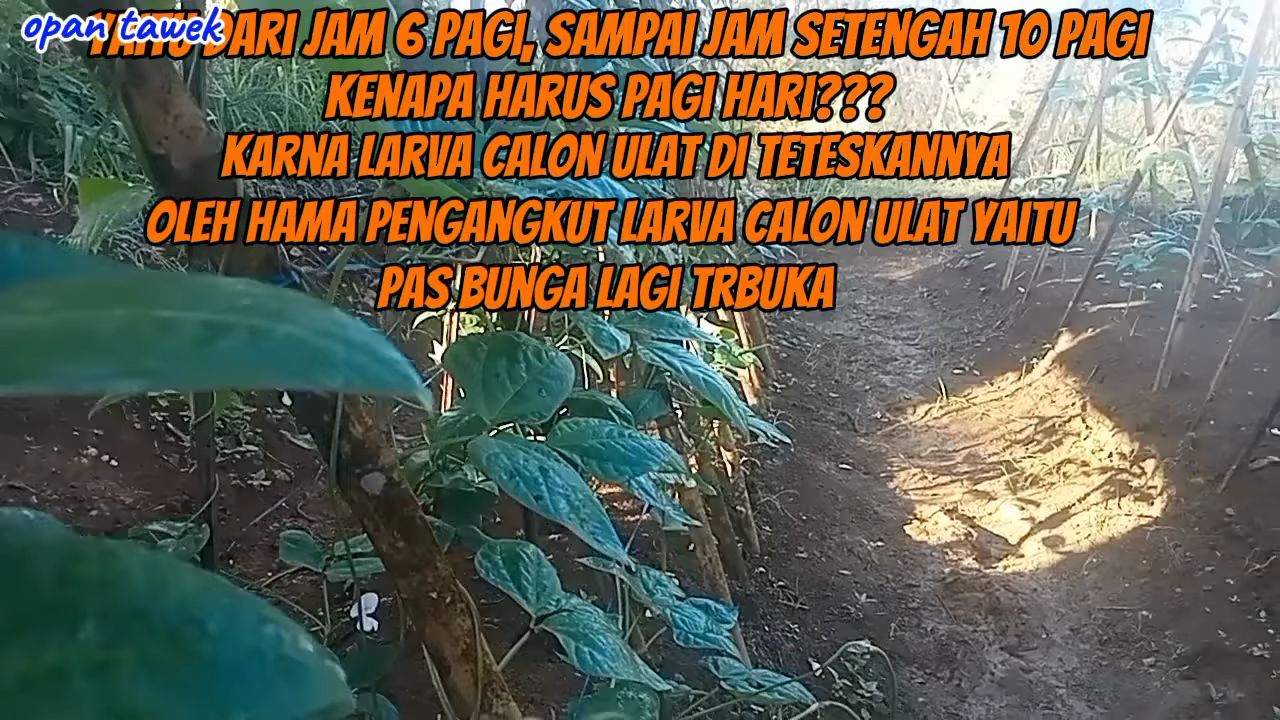 opan tawek
DARI JAM 6 PAGI, SAMPAI JAM SETENGAH 10 PAGI
KENAPA HARUS PAGI HARI???
KARNA LARVA CALON ULAT DI TETESKANNYA
OLEH HAMA PENGANGKUT LARVA CALON ULAT YAITU
PAS BUNGA LAGI TRBUKA